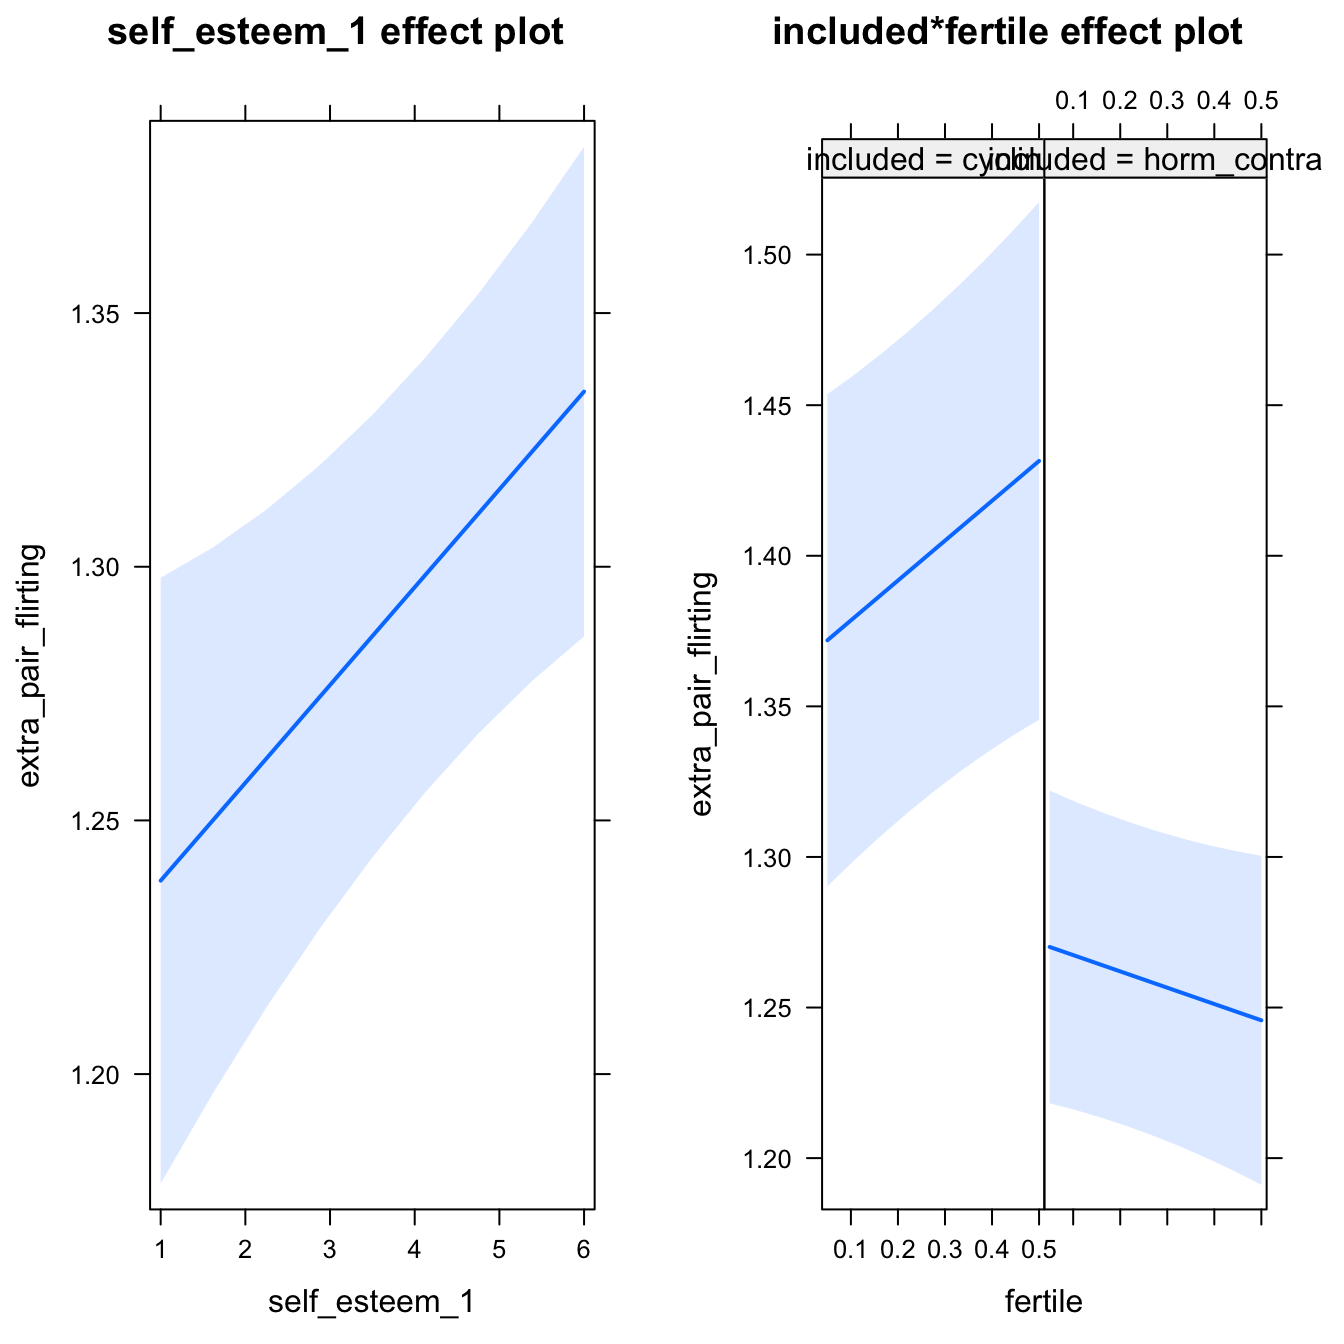 self_esteem_1 effect plot
1.35
1.30
1.25
1.20
extra_pair_flirting
1 2 3 4 5 6
self_esteem_1
included*fertile effect plot
0.1 0.2 0.3 0.4 0.5
included =
included = horm_contra
1.50
1.45
1.40
1.35
1.30
1.25
1.20
extra_pair_flirting
0.1 0.2 0.3 0.4 0.5
fertile